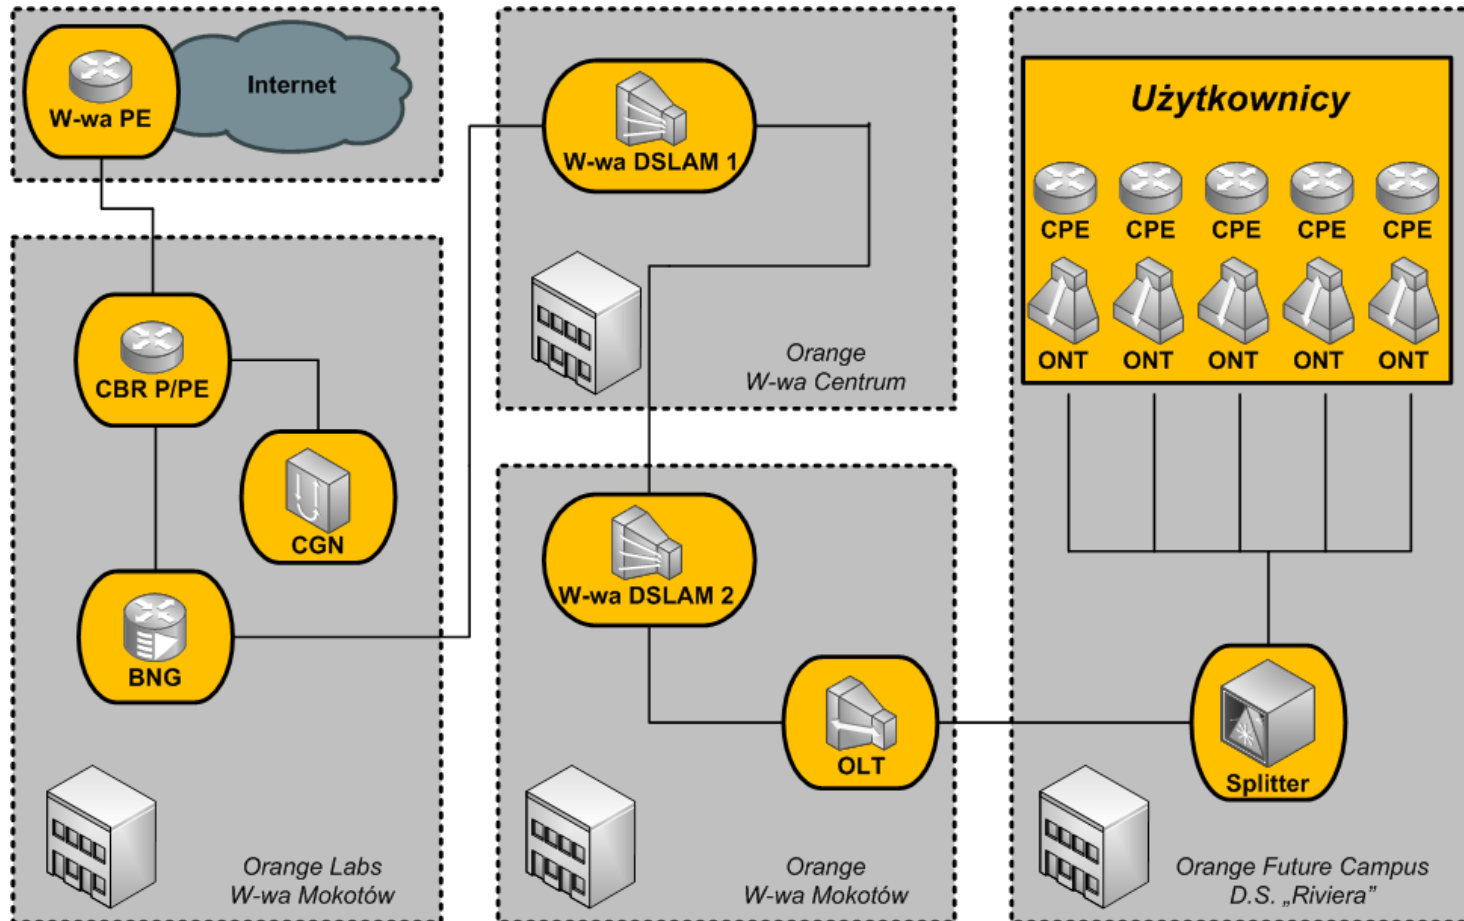 Internet
W-wa PE
CBR P/PE
CGN
BNG
Orange Labs
W-wa Mokotów
W-wa DSLAM 1
Orange
W-wa Centrum
W-wa DSLAM 2
OLT
Orange
W-wa Mokotów
Użytkownicy
CPE CPE CPE CPE CPE
ONT ONT ONT ONT ONT
Splitter
Orange Future Campus
D.S. „Riviera”